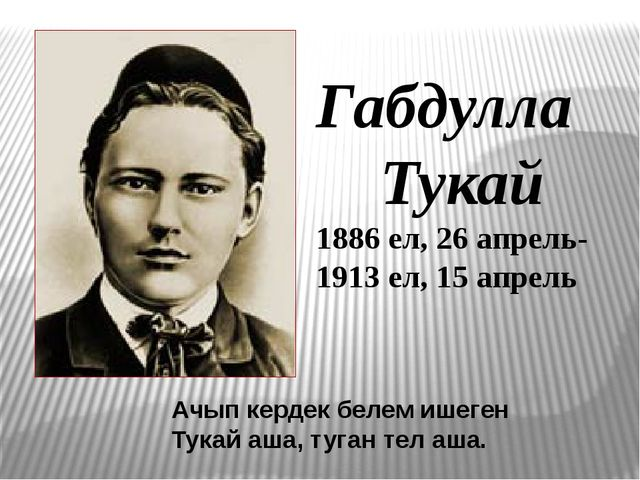 Габдулла
Тукай
1886 ел, 26 апрель-
1913 ел, 15 апрель
Ачып кердек белем ишеген
Тукай аша, туган тел аша.